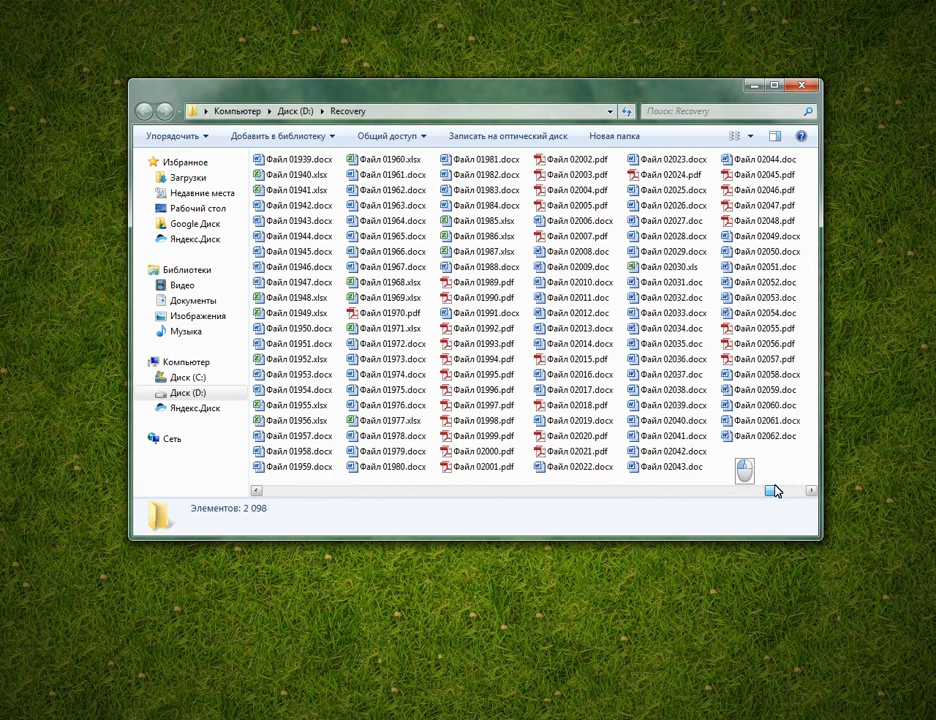 Компьютер
Диск (D:)
Recovery
Поиск: Recovery
Упорядочить
Добавить в библиотеку
Общий доступ
Записать на оптический диск
Новая папка
Избранное
Загрузки
Недавние места
Рабочий стол
Google Диск
Яндекс.Диск
Библиотеки
Видео
Документы
Изображения
Музыка
Компьютер
Диск (C:)
Диск (D:)
Яндекс.Диск
Сеть
Файл 01939.docx
Файл 01940.xlsx
Файл 01941.xlsx
Файл 01942.docx
Файл 01943.docx
Файл 01944.docx
Файл 01945.docx
Файл 01946.docx
Файл 01947.docx
Файл 01948.xlsx
Файл 01949.xlsx
Файл 01950.docx
Файл 01951.docx
Файл 01952.xlsx
Файл 01953.docx
Файл 01954.docx
Файл 01955.xlsx
Файл 01956.xlsx
Файл 01957.docx
Файл 01958.docx
Файл 01959.docx
Файл 01960.xlsx
Файл 01961.docx
Файл 01962.docx
Файл 01963.docx
Файл 01964.docx
Файл 01965.docx
Файл 01966.docx
Файл 01967.docx
Файл 01968.xlsx
Файл 01969.xlsx
Файл 01970.pdf
Файл 01971.xlsx
Файл 01972.docx
Файл 01973.docx
Файл 01974.docx
Файл 01975.docx
Файл 01976.docx
Файл 01977.xlsx
Файл 01978.docx
Файл 01979.docx
Файл 01980.docx
Файл 01981.docx
Файл 01982.docx
Файл 01983.docx
Файл 01984.docx
Файл 01985.xlsx
Файл 01986.xlsx
Файл 01987.xlsx
Файл 01988.docx
Файл 01989.pdf
Файл 01990.pdf
Файл 01991.docx
Файл 01992.pdf
Файл 01993.pdf
Файл 01994.pdf
Файл 01995.pdf
Файл 01996.pdf
Файл 01997.pdf
Файл 01998.pdf
Файл 01999.pdf
Файл 02000.pdf
Файл 02001.pdf
Файл 02002.pdf
Файл 02003.pdf
Файл 02004.pdf
Файл 02005.pdf
Файл 02006.docx
Файл 02007.pdf
Файл 02008.doc
Файл 02009.doc
Файл 02010.docx
Файл 02011.doc
Файл 02012.doc
Файл 02013.docx
Файл 02014.docx
Файл 02015.pdf
Файл 02016.docx
Файл 02017.docx
Файл 02018.pdf
Файл 02019.docx
Файл 02020.pdf
Файл 02021.pdf
Файл 02022.docx
Файл 02023.docx
Файл 02024.pdf
Файл 02025.docx
Файл 02026.docx
Файл 02027.doc
Файл 02028.docx
Файл 02029.docx
Файл 02030.xls
Файл 02031.docx
Файл 02032.doc
Файл 02033.docx
Файл 02034.doc
Файл 02035.docx
Файл 02036.docx
Файл 02037.doc
Файл 02038.docx
Файл 02039.docx
Файл 02040.docx
Файл 02041.docx
Файл 02042.docx
Файл 02043.doc
Файл 02044.doc
Файл 02045.pdf
Файл 02046.pdf
Файл 02047.pdf
Файл 02048.pdf
Файл 02049.docx
Файл 02050.docx
Файл 02051.doc
Файл 02052.doc
Файл 02053.doc
Файл 02054.doc
Файл 02055.pdf
Файл 02056.pdf
Файл 02057.pdf
Файл 02058.docx
Файл 02059.doc
Файл 02060.doc
Файл 02061.docx
Файл 02062.doc
Элементов: 2 098